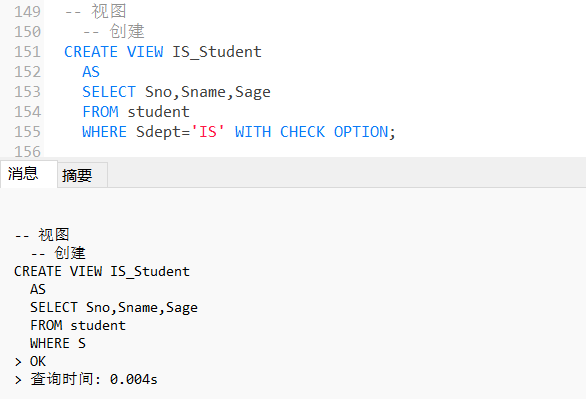 149 -- 视图
150 -- 创建
151 CREATE VIEW IS_Student
152 AS
153 SELECT Sno,Sname,Sage
154 FROM student
155 WHERE Sdept='IS' WITH CHECK OPTION;
156
消息 摘要
-- 视图
-- 创建
CREATE VIEW IS_Student
AS
SELECT Sno,Sname,Sage
FROM student
WHERE S
> OK
> 查询时间: 0.004s